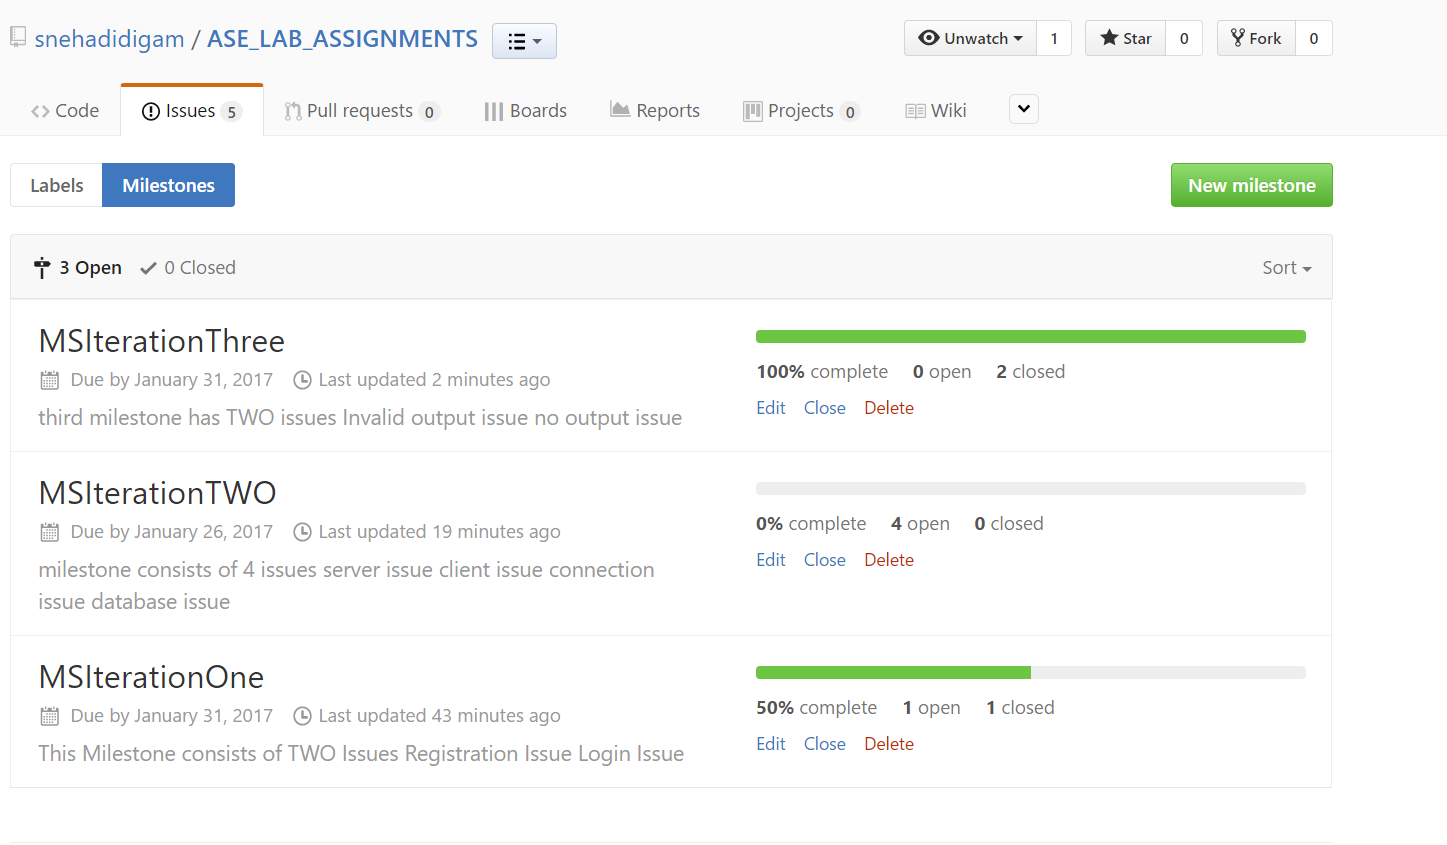 snehadidigam / ASE_LAB_ASSIGNMENTS
Unwatch 1 Star 0 Fork 0
Code Issues 5 Pull requests 0 Boards Reports Projects 0 Wiki
Labels Milestones New milestone
3 Open 0 Closed Sort
MSIterationThree
Due by January 31, 2017 Last updated 2 minutes ago
third milestone has TWO issues Invalid output issue no output issue
100% complete 0 open 2 closed
Edit Close Delete
MSIterationTWO
Due by January 26, 2017 Last updated 19 minutes ago
milestone consists of 4 issues server issue client issue connection
issue database issue
0% complete 4 open 0 closed
Edit Close Delete
MSIterationOne
Due by January 31, 2017 Last updated 43 minutes ago
This Milestone consists of TWO Issues Registration Issue Login Issue
50% complete 1 open 1 closed
Edit Close Delete